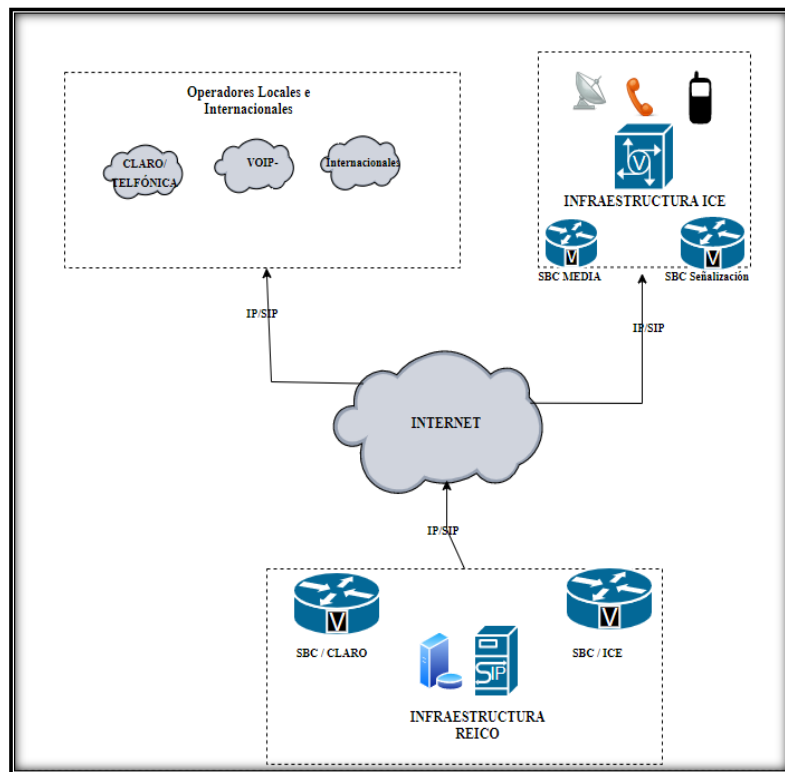 Operadores Locales e
Internacionales
CLARO/
TELFÓNICA
VOIP-
Internacionales
V
INFRAESTRUCTURA ICE
V
V
SBC MEDIA
SBC Señalización
IP/SIP
IP/SIP
INTERNET
IP/SIP
V
V
SBC / CLARO
SBC / ICE
SIP
INFRAESTRUCTURA
REICO